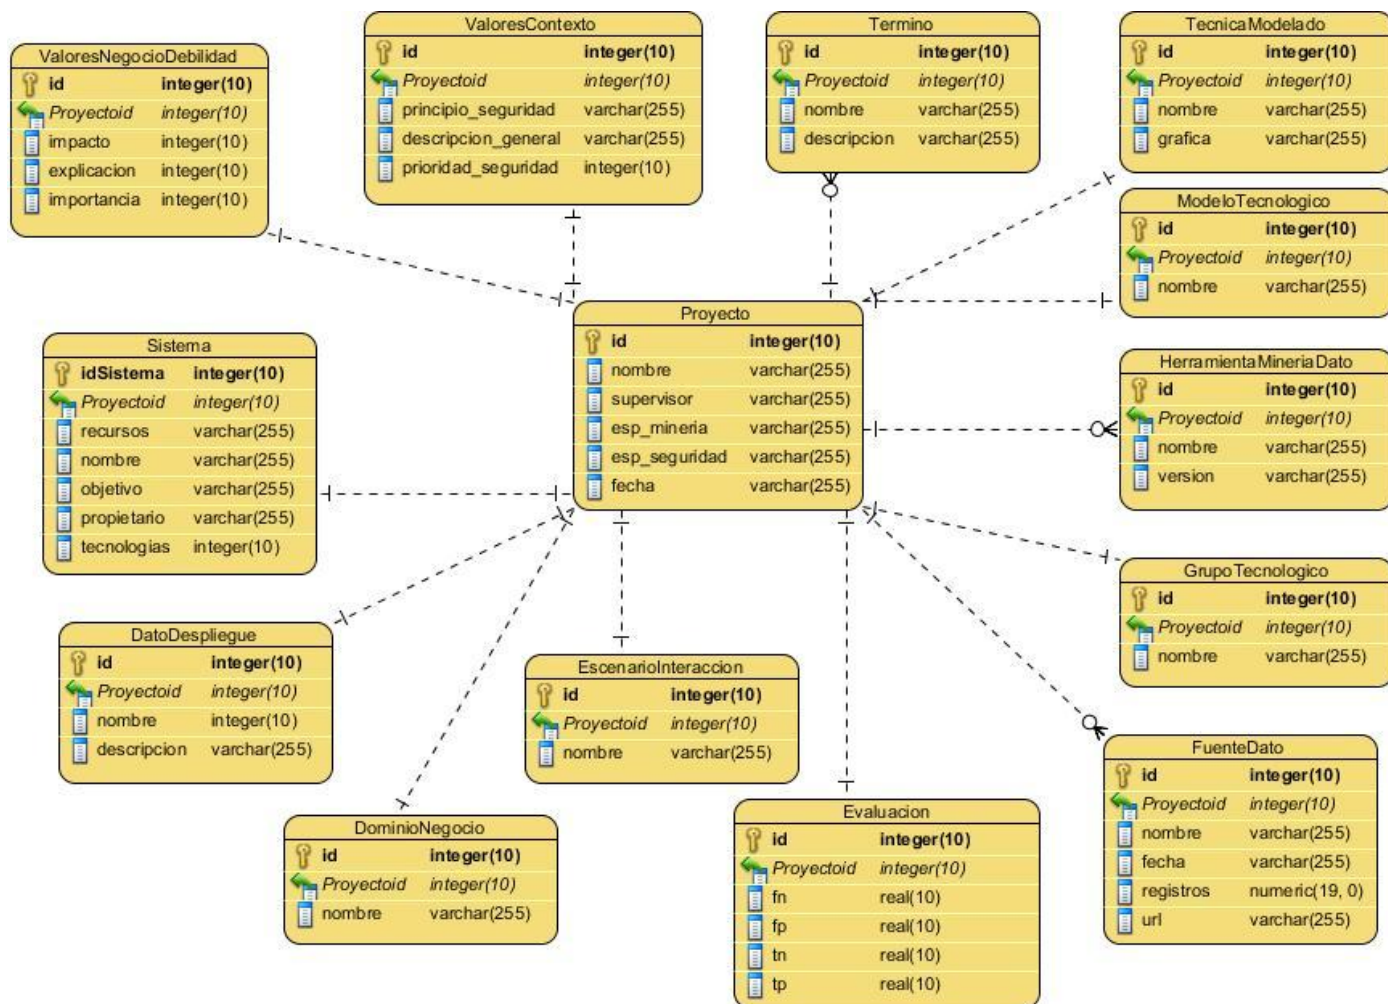 ValoresNegocioDebilidad
id integer(10)
Proyectoid integer(10)
impacto integer(10)
explicacion integer(10)
importancia integer(10)
ValoresContexto
id integer(10)
Proyectoid integer(10)
principio_seguridad varchar(255)
descripcion_general varchar(255)
prioridad_seguridad integer(10)
Termino
id integer(10)
Proyectoid integer(10)
nombre varchar(255)
descripcion varchar(255)
TecnicaModelado
id integer(10)
Proyectoid integer(10)
nombre varchar(255)
grafica varchar(255)
ModeloTecnologico
id integer(10)
Proyectoid integer(10)
nombre varchar(255)
Sistema
idSistema integer(10)
Proyectoid integer(10)
recursos varchar(255)
nombre varchar(255)
objetivo varchar(255)
propietario varchar(255)
tecnologias integer(10)
Proyecto
id integer(10)
nombre varchar(255)
supervisor varchar(255)
esp_mineria varchar(255)
esp_seguridad varchar(255)
fecha varchar(255)
HerramientaMineriaDato
id integer(10)
Proyectoid integer(10)
nombre varchar(255)
version varchar(255)
GrupoTecnologico
id integer(10)
Proyectoid integer(10)
nombre varchar(255)
DatoDespliegue
id integer(10)
Proyectoid integer(10)
nombre integer(10)
descripcion varchar(255)
EscenarioInteraccion
id integer(10)
Proyectoid integer(10)
nombre varchar(255)
FuenteDato
id integer(10)
Proyectoid integer(10)
nombre varchar(255)
fecha varchar(255)
registros numeric(19, 0)
url varchar(255)
DominioNegocio
id integer(10)
Proyectoid integer(10)
nombre varchar(255)
Evaluacion
id integer(10)
Proyectoid integer(10)
fn real(10)
fp real(10)
tn real(10)
tp real(10)